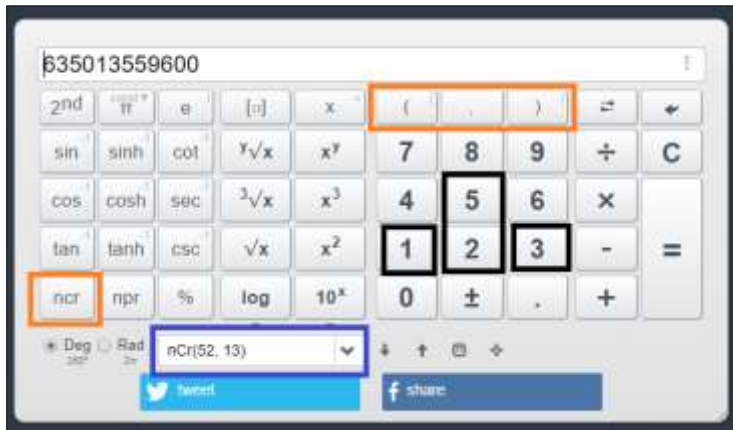 635013559600
2nd π e [□] x ( , ) ⇄ ↶
sin sinh cot ʸ√x xʸ 7 8 9 ÷ C
cos cosh sec ³√x x³ 4 5 6 ×
tan tanh csc √x x² 1 2 3 - =
ncr npr % log 10ˣ 0 ± . +
Deg Rad nCr(52, 13)
tweet share